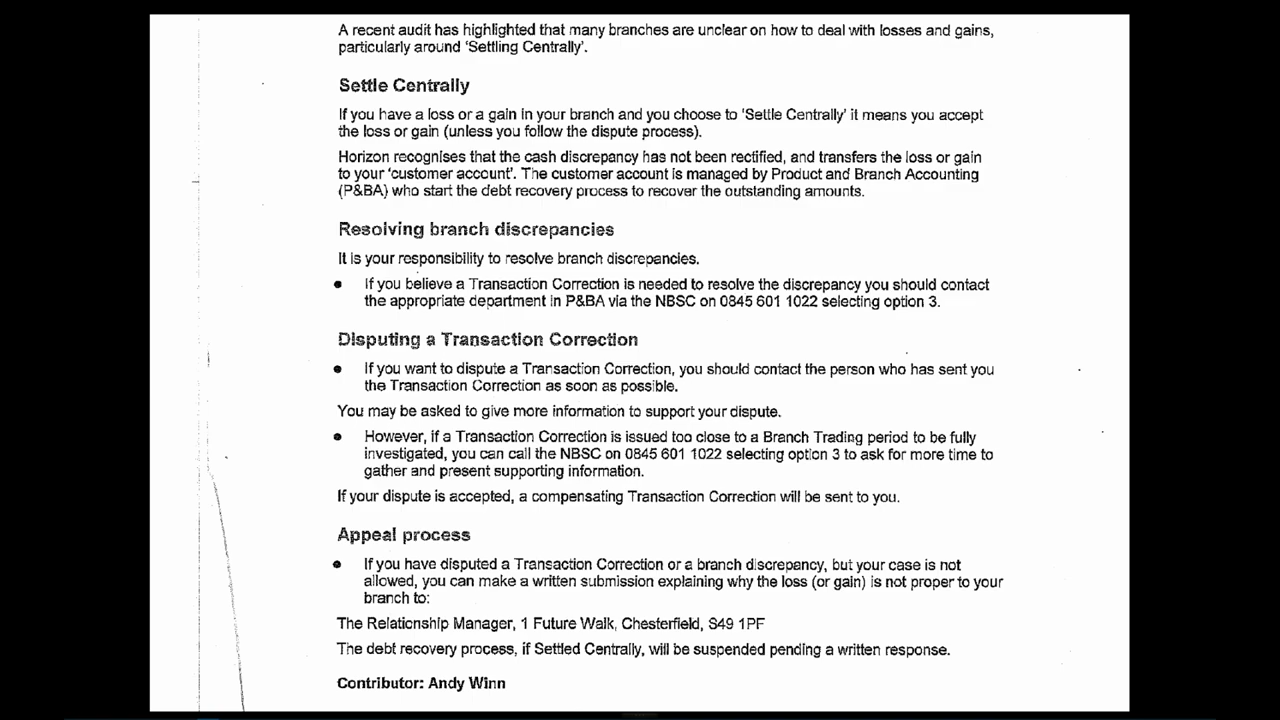 A recent audit has highlighted that many branches are unclear on how to deal with losses and gains,
particularly around 'Settling Centrally'.
Settle Centrally
If you have a loss or a gain in your branch and you choose to 'Settle Centrally' it means you accept
the loss or gain (unless you follow the dispute process).
Horizon recognises that the cash discrepancy has not been rectified, and transfers the loss or gain
to your 'customer account'. The customer account is managed by Product and Branch Accounting
(P&BA) who start the debt recovery process to recover the outstanding amounts.
Resolving branch discrepancies
It is your responsibility to resolve branch discrepancies.
● If you believe a Transaction Correction is needed to resolve the discrepancy you should contact
the appropriate department in P&BA via the NBSC on 0845 601 1022 selecting option 3.
Disputing a Transaction Correction
● If you want to dispute a Transaction Correction, you should contact the person who has sent you
the Transaction Correction as soon as possible.
You may be asked to give more information to support your dispute.
● However, if a Transaction Correction is issued too close to a Branch Trading period to be fully
investigated, you can call the NBSC on 0845 601 1022 selecting option 3 to ask for more time to
gather and present supporting information.
If your dispute is accepted, a compensating Transaction Correction will be sent to you.
Appeal process
● If you have disputed a Transaction Correction or a branch discrepancy, but your case is not
allowed, you can make a written submission explaining why the loss (or gain) is not proper to your
branch to:
The Relationship Manager, 1 Future Walk, Chesterfield, S49 1PF
The debt recovery process, if Settled Centrally, will be suspended pending a written response.
Contributor: Andy Winn